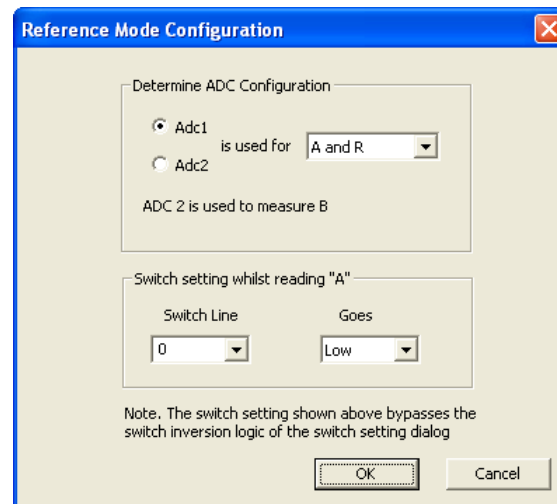 Reference Mode Configuration
Determine ADC Configuration
Adc1
is used for
A and R
Adc2
ADC 2 is used to measure B
Switch setting whilst reading "A"
Switch Line
Goes
0
Low
Note. The switch setting shown above bypasses the
switch inversion logic of the switch setting dialog
OK
Cancel